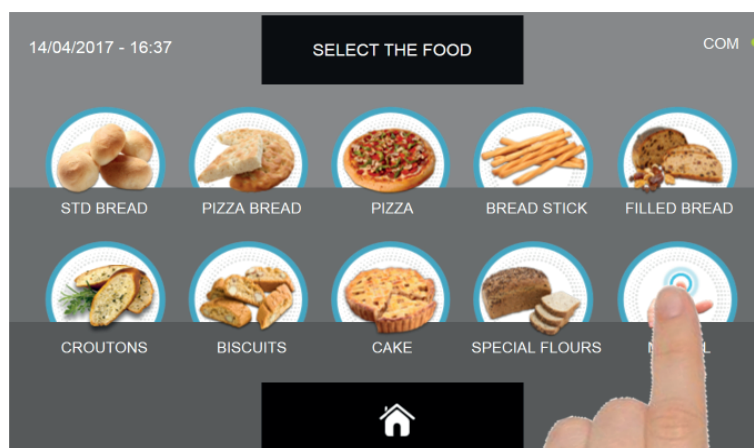 14/04/2017 - 16:37
SELECT THE FOOD
COM
STD BREAD
PIZZA BREAD
PIZZA
BREAD STICK
FILLED BREAD
CROUTONS
BISCUITS
CAKE
SPECIAL FLOURS